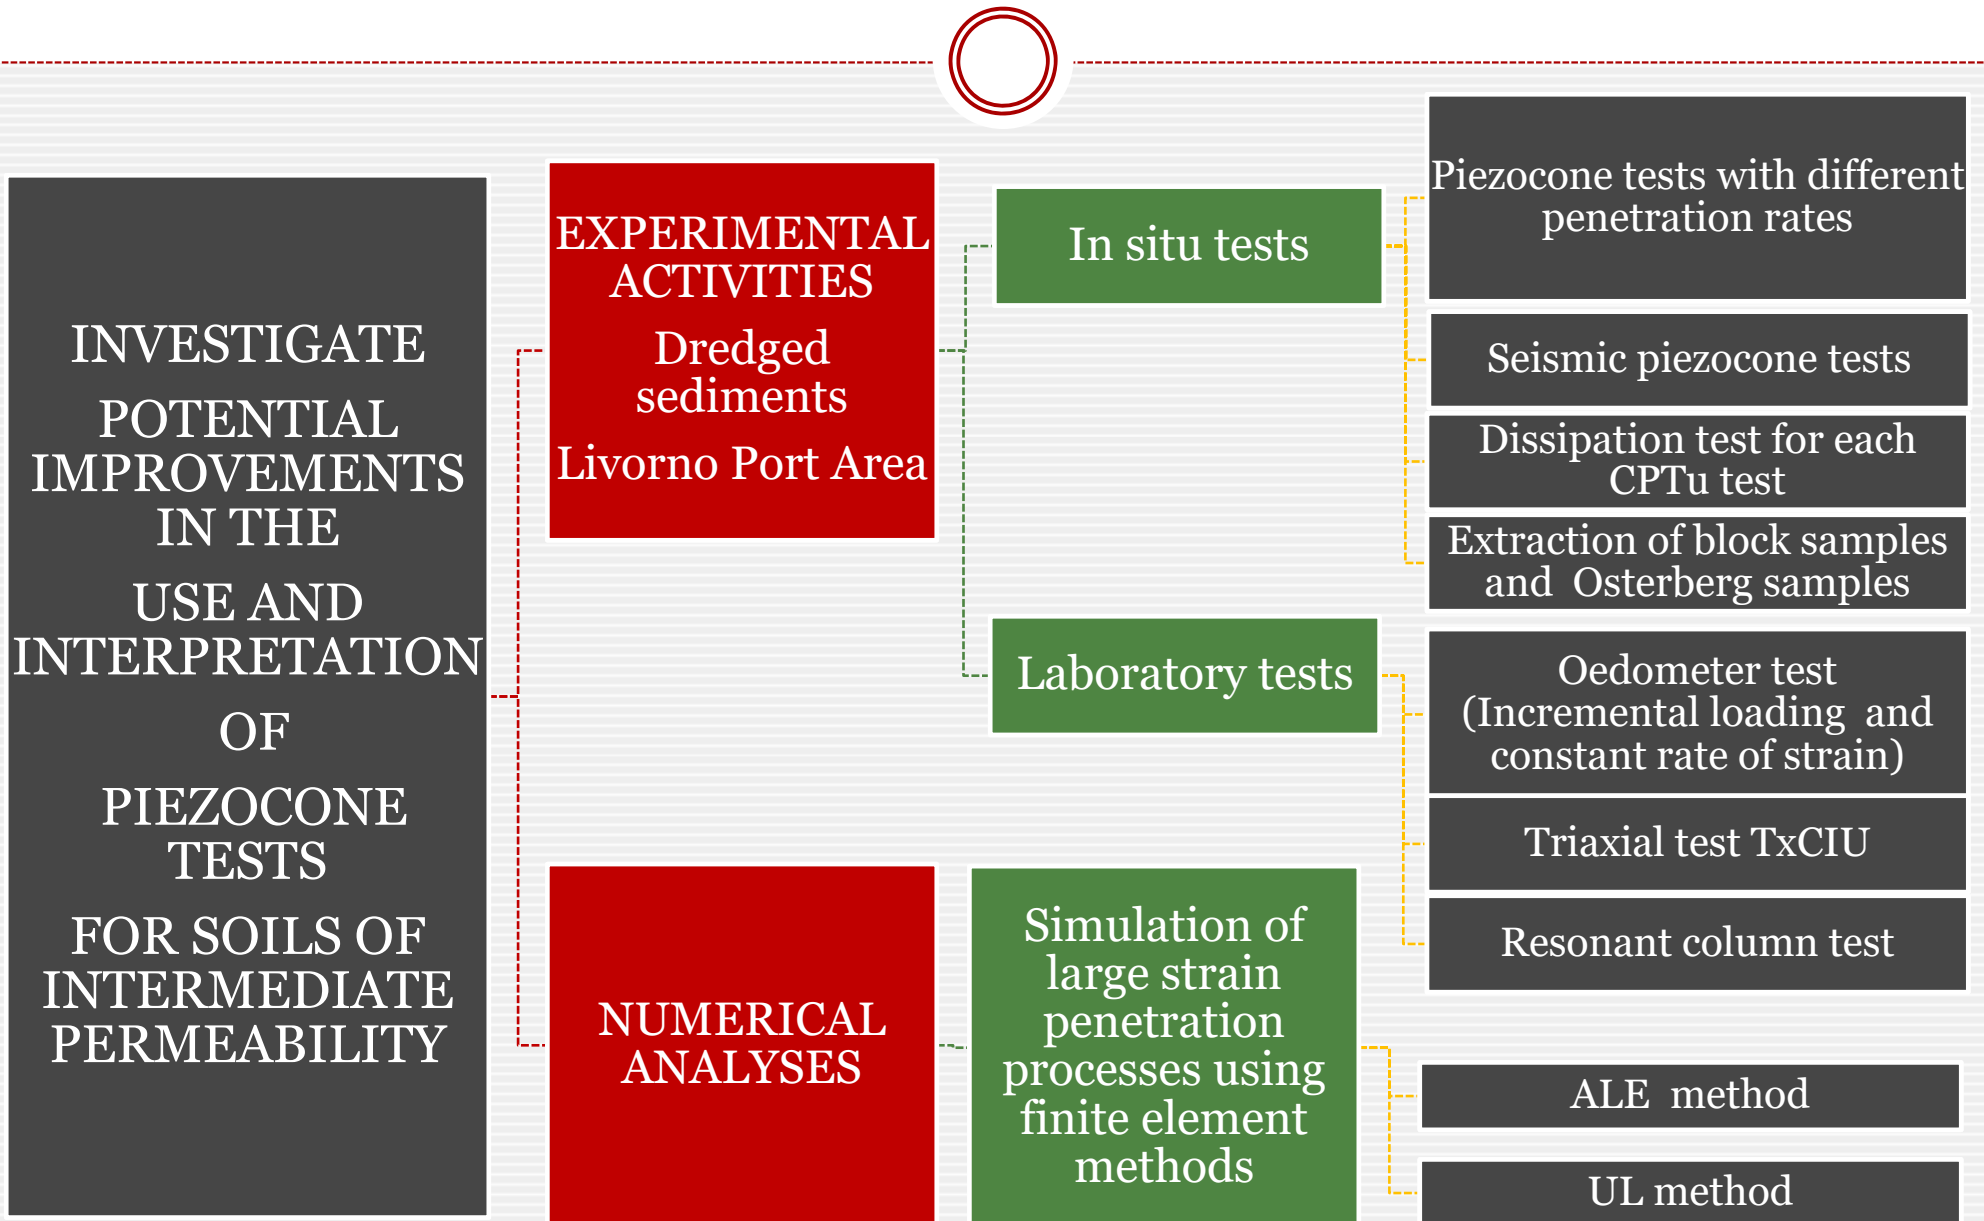 INVESTIGATE
POTENTIAL
IMPROVEMENTS
IN THE
USE AND
INTERPRETATION
OF
PIEZOCONE
TESTS
FOR SOILS OF
INTERMEDIATE
PERMEABILITY
EXPERIMENTAL
ACTIVITIES
Dredged
sediments
Livorno Port Area
In situ tests
Piezocone tests with different
penetration rates
Seismic piezocone tests
Dissipation test for each
CPTu test
Extraction of block samples
and  Osterberg samples
Laboratory tests
Oedometer test
(Incremental loading  and
constant rate of strain)
Triaxial test TxCIU
Resonant column test
NUMERICAL
ANALYSES
Simulation of
large strain
penetration
processes using
finite element
methods
ALE  method
UL method